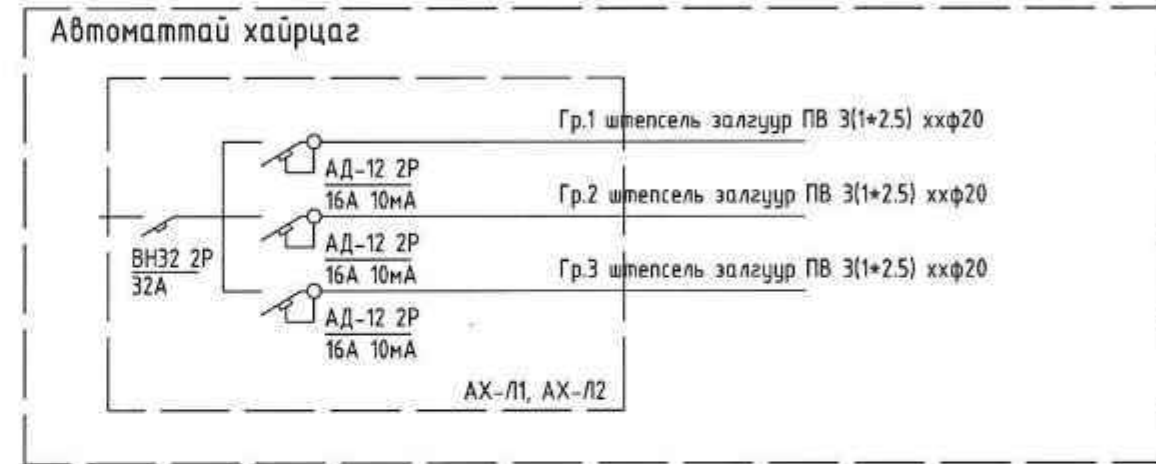 Автоматтай хайрцаг
Гр.1 штепсель залгуур ПВ 3(1*2.5) ххф20
АД-12 2Р
16А 10мА
Гр.2 штепсель залгуур ПВ 3(1*2.5) ххф20
ВН32 2Р
32А
АД-12 2Р
16А 10мА
Гр.3 штепсель залгуур ПВ 3(1*2.5) ххф20
АД-12 2Р
16А 10мА
АХ-Л1, АХ-Л2